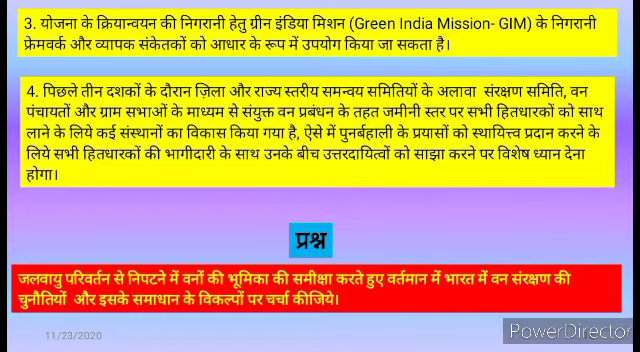 3. योजना के क्रियान्वयन की निगरानी हेतु ग्रीन इंडिया मिशन (Green India Mission- GIM) के निगरानी
फ्रेमवर्क और व्यापक संकेतकों को आधार के रूप में उपयोग किया जा सकता है।
4. पिछले तीन दशकों के दौरान ज़िला और राज्य स्तरीय समन्वय समितियों के अलावा संरक्षण समिति, वन
पंचायतों और ग्राम सभाओं के माध्यम से संयुक्त वन प्रबंधन के तहत जमीनी स्तर पर सभी हितधारकों को साथ
लाने के लिये कई संस्थानों का विकास किया गया है, ऐसे में पुनर्बहाली के प्रयासों को स्थायित्त्व प्रदान करने के
लिये सभी हितधारकों की भागीदारी के साथ उनके बीच उत्तरदायित्वों को साझा करने पर विशेष ध्यान देना
होगा।
प्रश्न
जलवायु परिवर्तन से निपटने में वनों की भूमिका की समीक्षा करते हुए वर्तमान में भारत में वन संरक्षण की
चुनौतियों और इसके समाधान के विकल्पों पर चर्चा कीजिये।
11/23/2020
PowerDirector